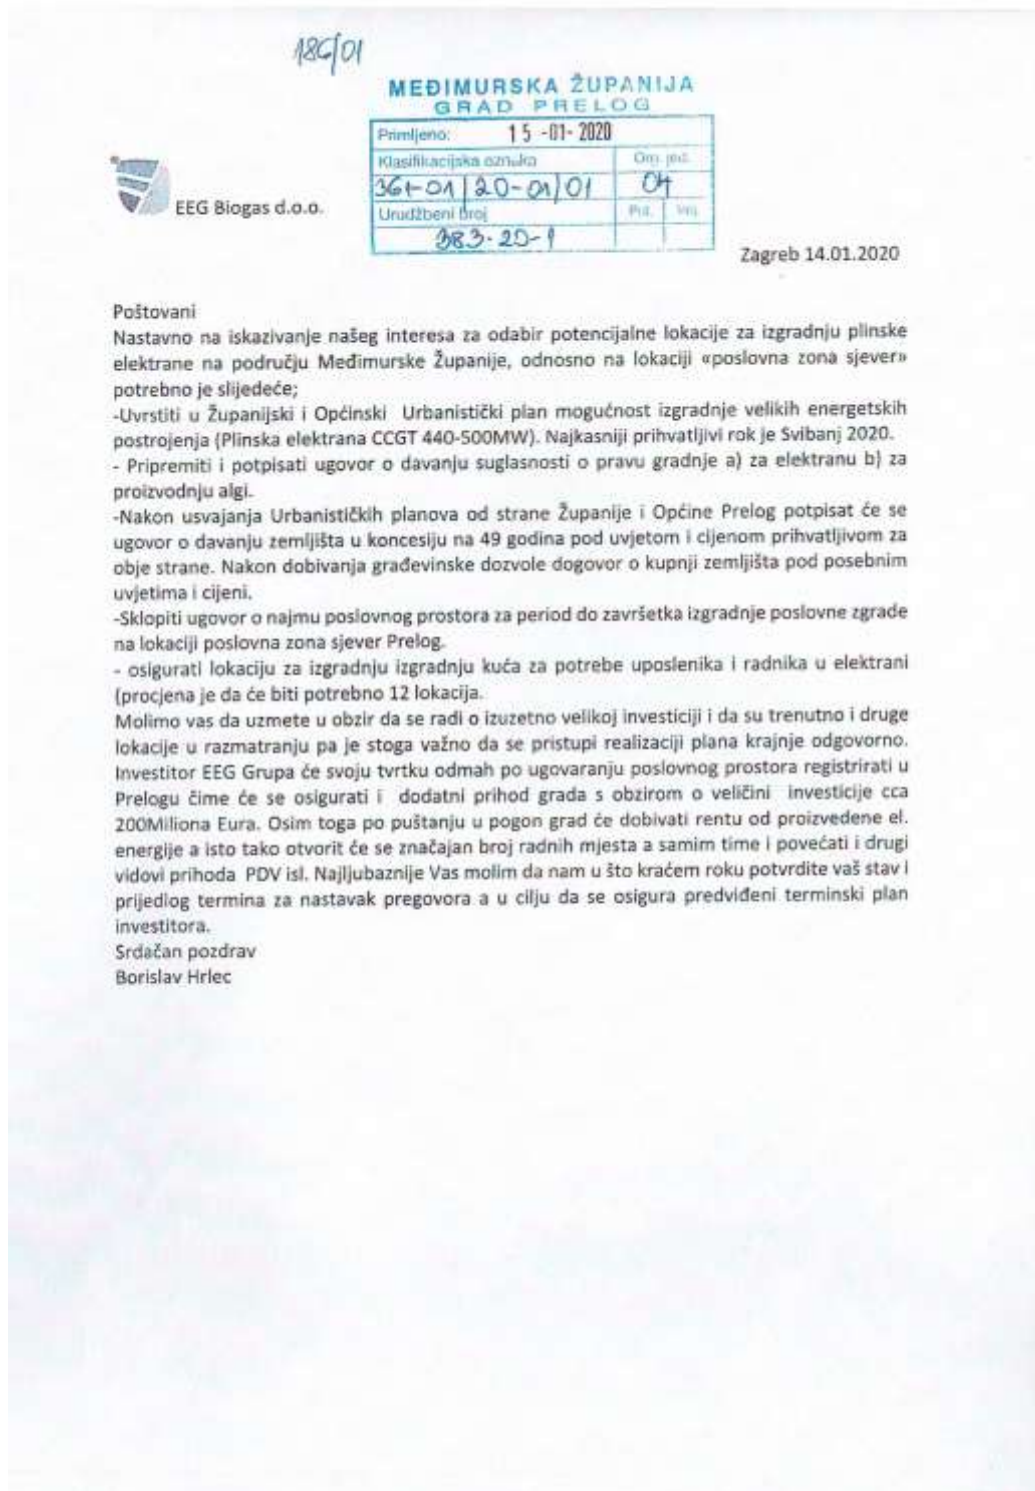 186/01
MEĐIMURSKA ŽUPANIJA
GRAD PRELOG
Primljeno: 15-01-2020
Klasifikacijska oznaka Org. jed.
361-01/20-01/01 04
Urudžbeni broj Pril. Vrij.
383-20-1
EEG Biogas d.o.o.
Zagreb 14.01.2020
Poštovani
Nastavno na iskazivanje našeg interesa za odabir potencijalne lokacije za izgradnju plinske
elektrane na području Međimurske Županije, odnosno na lokaciji «poslovna zona sjever»
potrebno je slijedeće;
-Uvrstiti u Županijski i Općinski Urbanistički plan mogućnost izgradnje velikih energetskih
postrojenja (Plinska elektrana CCGT 440-500MW). Najkasniji prihvatljivi rok je Svibanj 2020.
- Pripremiti i potpisati ugovor o davanju suglasnosti o pravu gradnje a) za elektranu b) za
proizvodnju algi.
-Nakon usvajanja Urbanističkih planova od strane Županije i Općine Prelog potpisat će se
ugovor o davanju zemljišta u koncesiju na 49 godina pod uvjetom i cijenom prihvatljivom za
obje strane. Nakon dobivanja građevinske dozvole dogovor o kupnji zemljišta pod posebnim
uvjetima i cijeni.
-Sklopiti ugovor o najmu poslovnog prostora za period do završetka izgradnje poslovne zgrade
na lokaciji poslovna zona sjever Prelog.
- osigurati lokaciju za izgradnju izgradnju kuća za potrebe uposlenika i radnika u elektrani
(procjena je da će biti potrebno 12 lokacija.
Molimo vas da uzmete u obzir da se radi o izuzetno velikoj investiciji i da su trenutno i druge
lokacije u razmatranju pa je stoga važno da se pristupi realizaciji plana krajnje odgovorno.
Investitor EEG Grupa će svoju tvrtku odmah po ugovaranju poslovnog prostora registrirati u
Prelogu čime će se osigurati i dodatni prihod grada s obzirom o veličini investicije cca
200Miliona Eura. Osim toga po puštanju u pogon grad će dobivati rentu od proizvedene el.
energije a isto tako otvorit će se značajan broj radnih mjesta a samim time i povećati i drugi
vidovi prihoda PDV isl. Najljubaznije Vas molim da nam u što kraćem roku potvrdite vaš stav i
prijedlog termina za nastavak pregovora a u cilju da se osigura predviđeni terminski plan
investitora.
Srdačan pozdrav
Borislav Hrlec